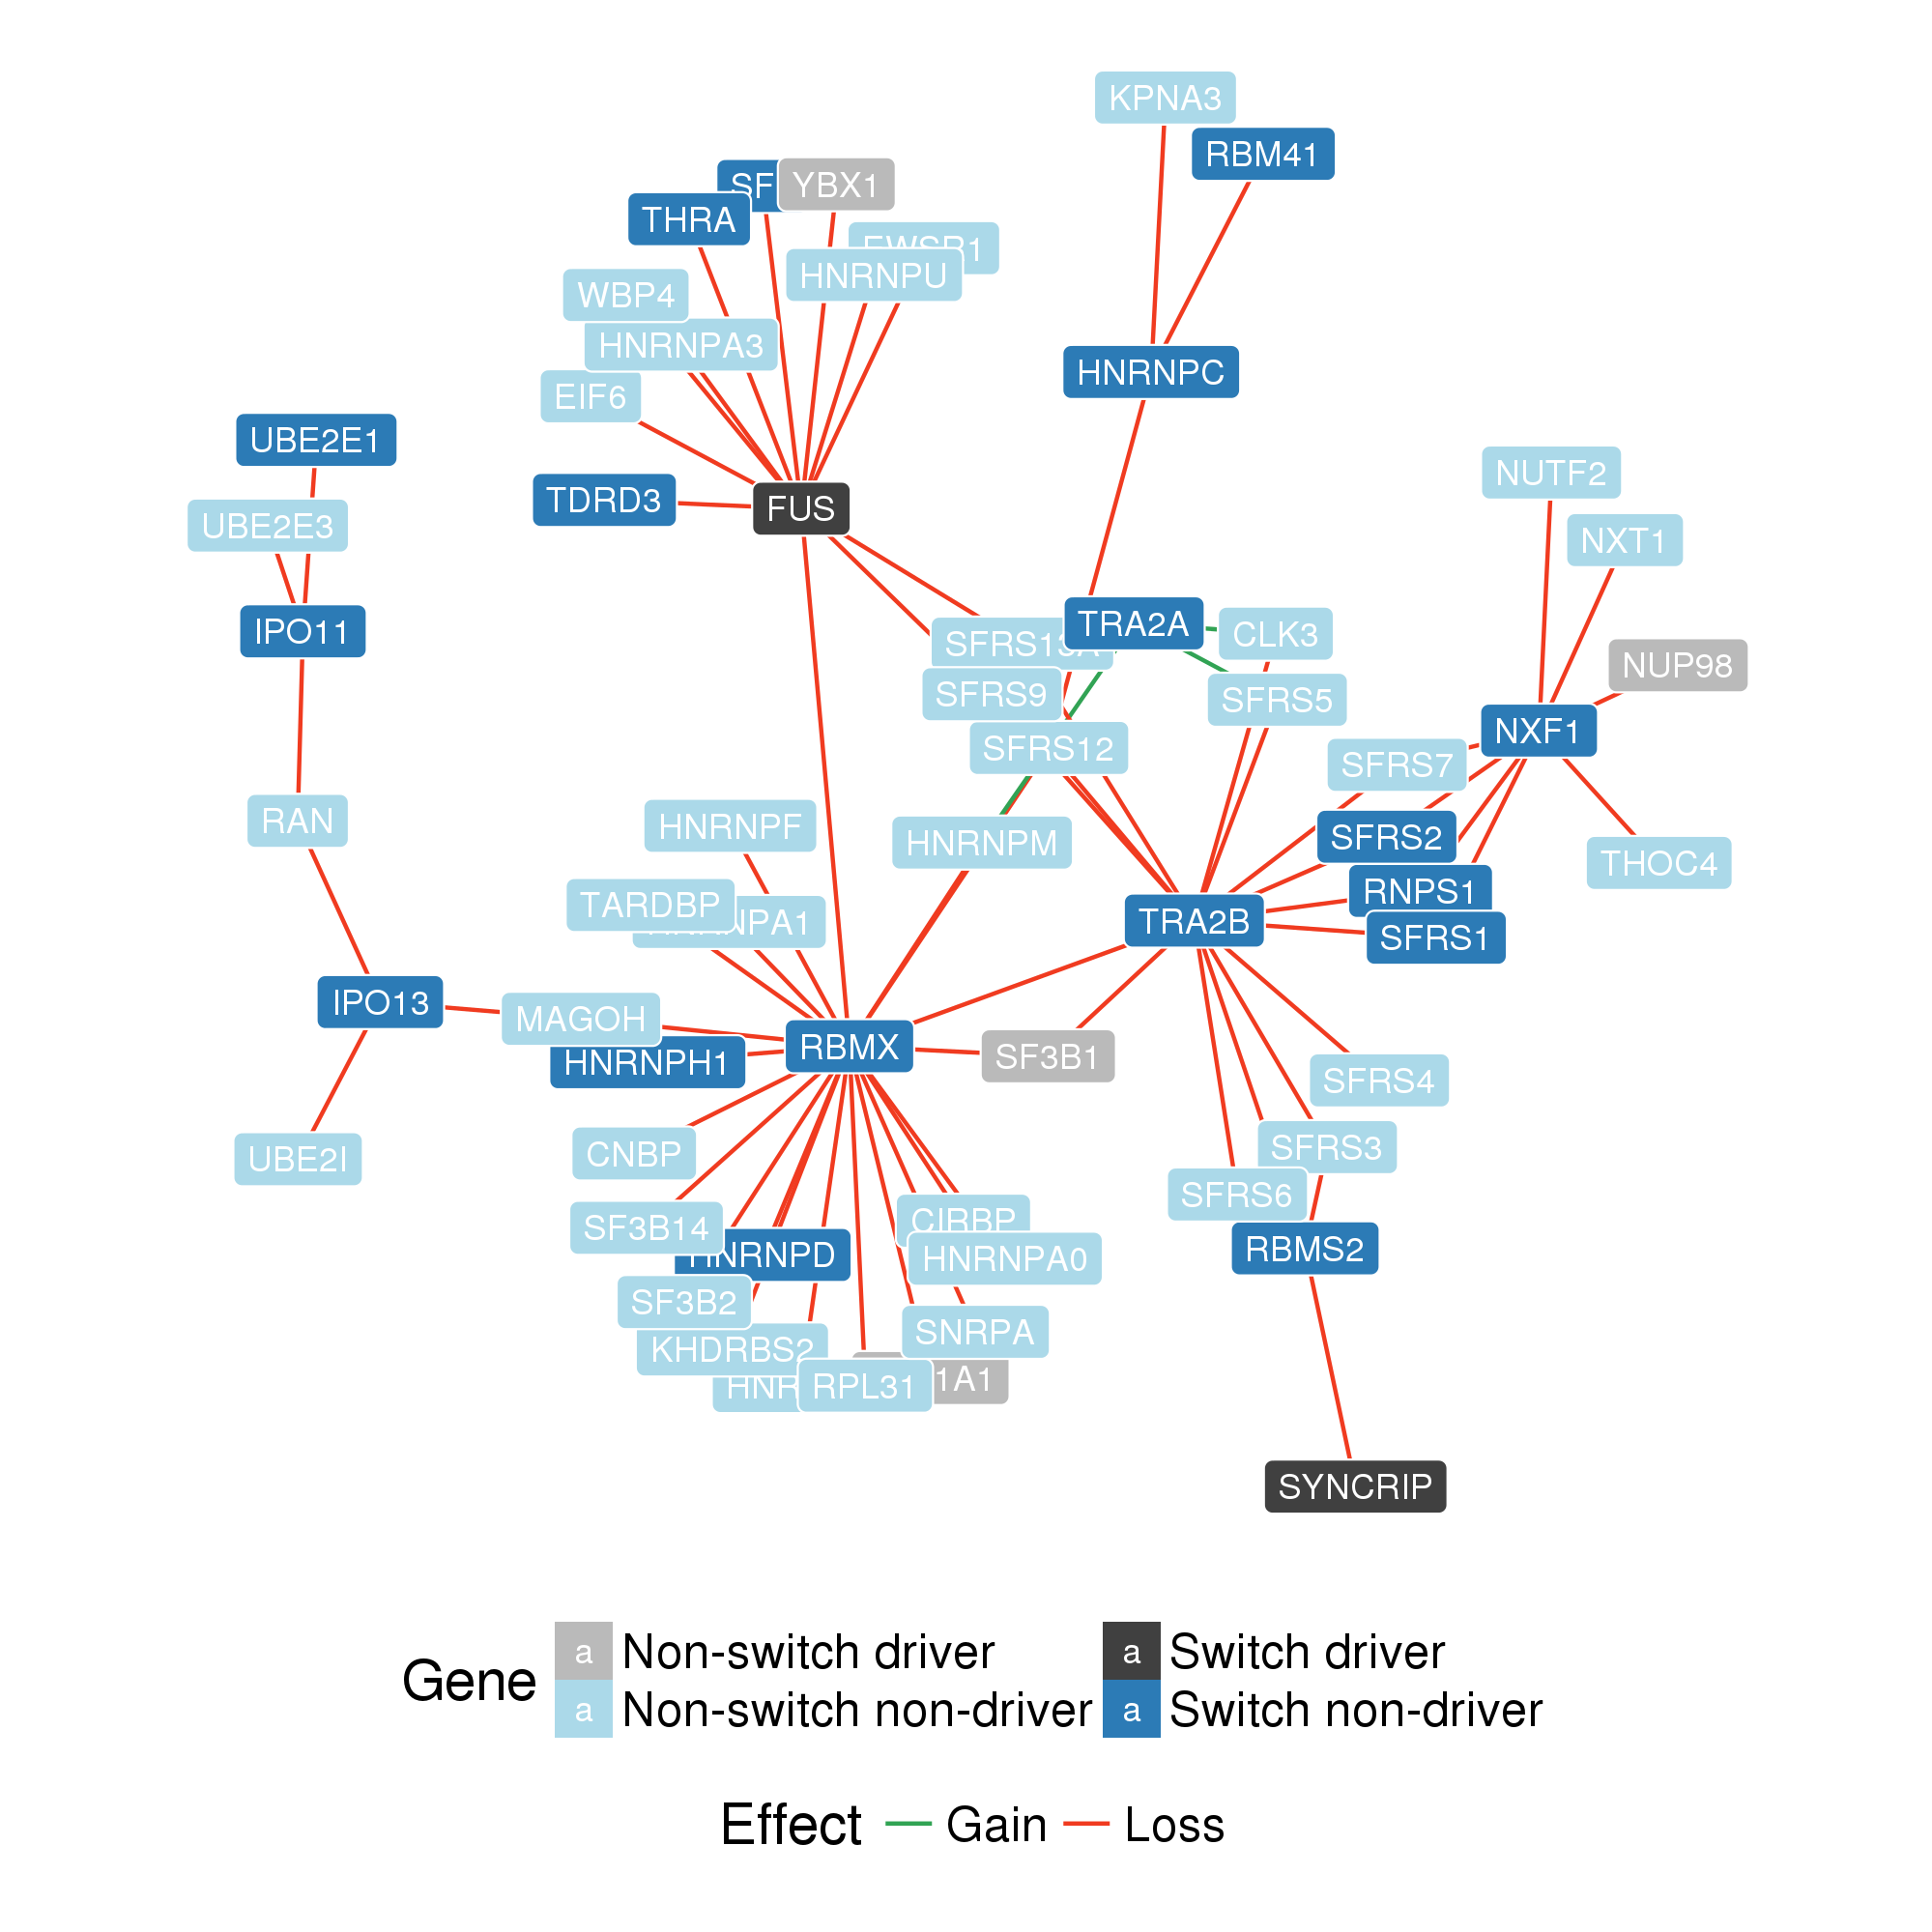 KPNA3
RBM41
SF
YBX1
THRA
EWSR1
HNRNPU
WBP4
HNRNPA3
HNRNPC
EIF6
UBE2E1
NUTF2
TDRD3
FUS
UBE2E3
NXT1
IPO11
TRA2A
CLK3
SFRS13A
NUP98
SFRS9
SFRS5
NXF1
SFRS12
SFRS7
RAN
HNRNPF
HNRNPM
SFRS2
THOC4
RNPS1
TARDBP
NPA1
TRA2B
SFRS1
IPO13
MAGOH
RBMX
SF3B1
HNRNPH1
SFRS4
CNBP
SFRS3
UBE2I
SFRS6
CIRBP
SF3B14
HNRNPD
HNRNPA0
RBMS2
SF3B2
SNRPA
KHDRBS2
HNR
RPL31
1A1
SYNCRIP
Gene
a Non-switch driver
a Switch driver
a Non-switch non-driver
a Switch non-driver
Effect Gain Loss